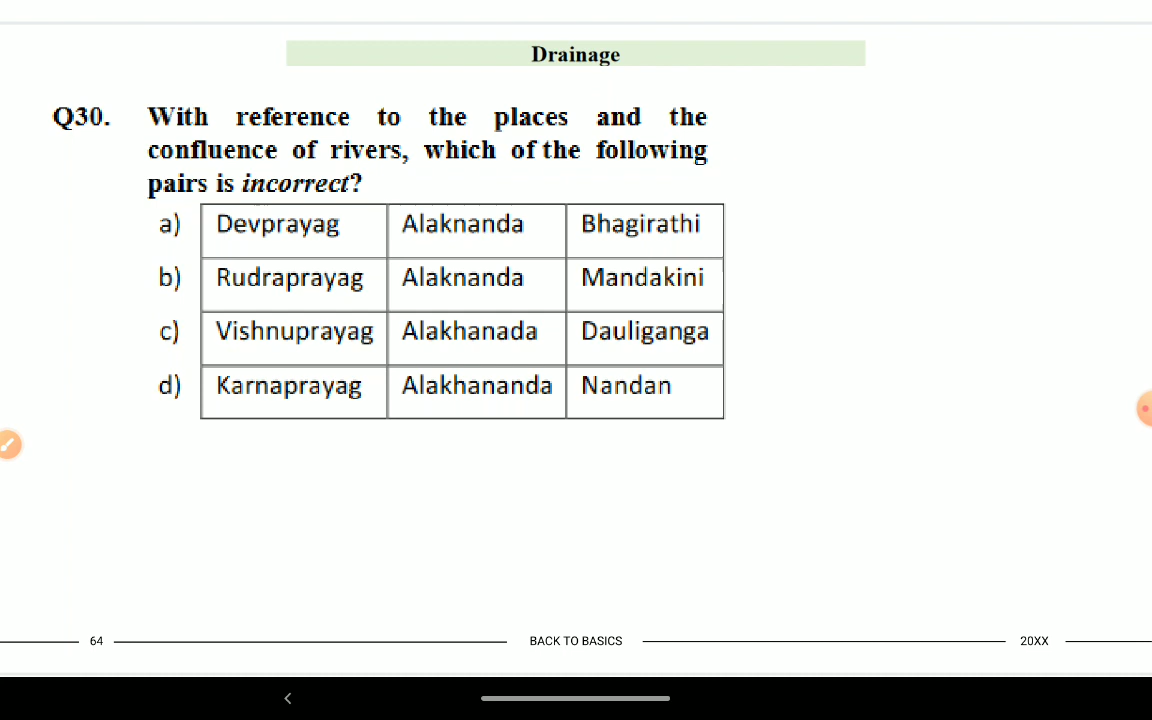 Drainage
Q30. With reference to the places and the
confluence of rivers, which of the following
pairs is incorrect?
a) Devprayag Alaknanda Bhagirathi
b) Rudraprayag Alaknanda Mandakini
c) Vishnuprayag Alakhanada Dauliganga
d) Karnaprayag Alakhananda Nandan
64 BACK TO BASICS 20XX